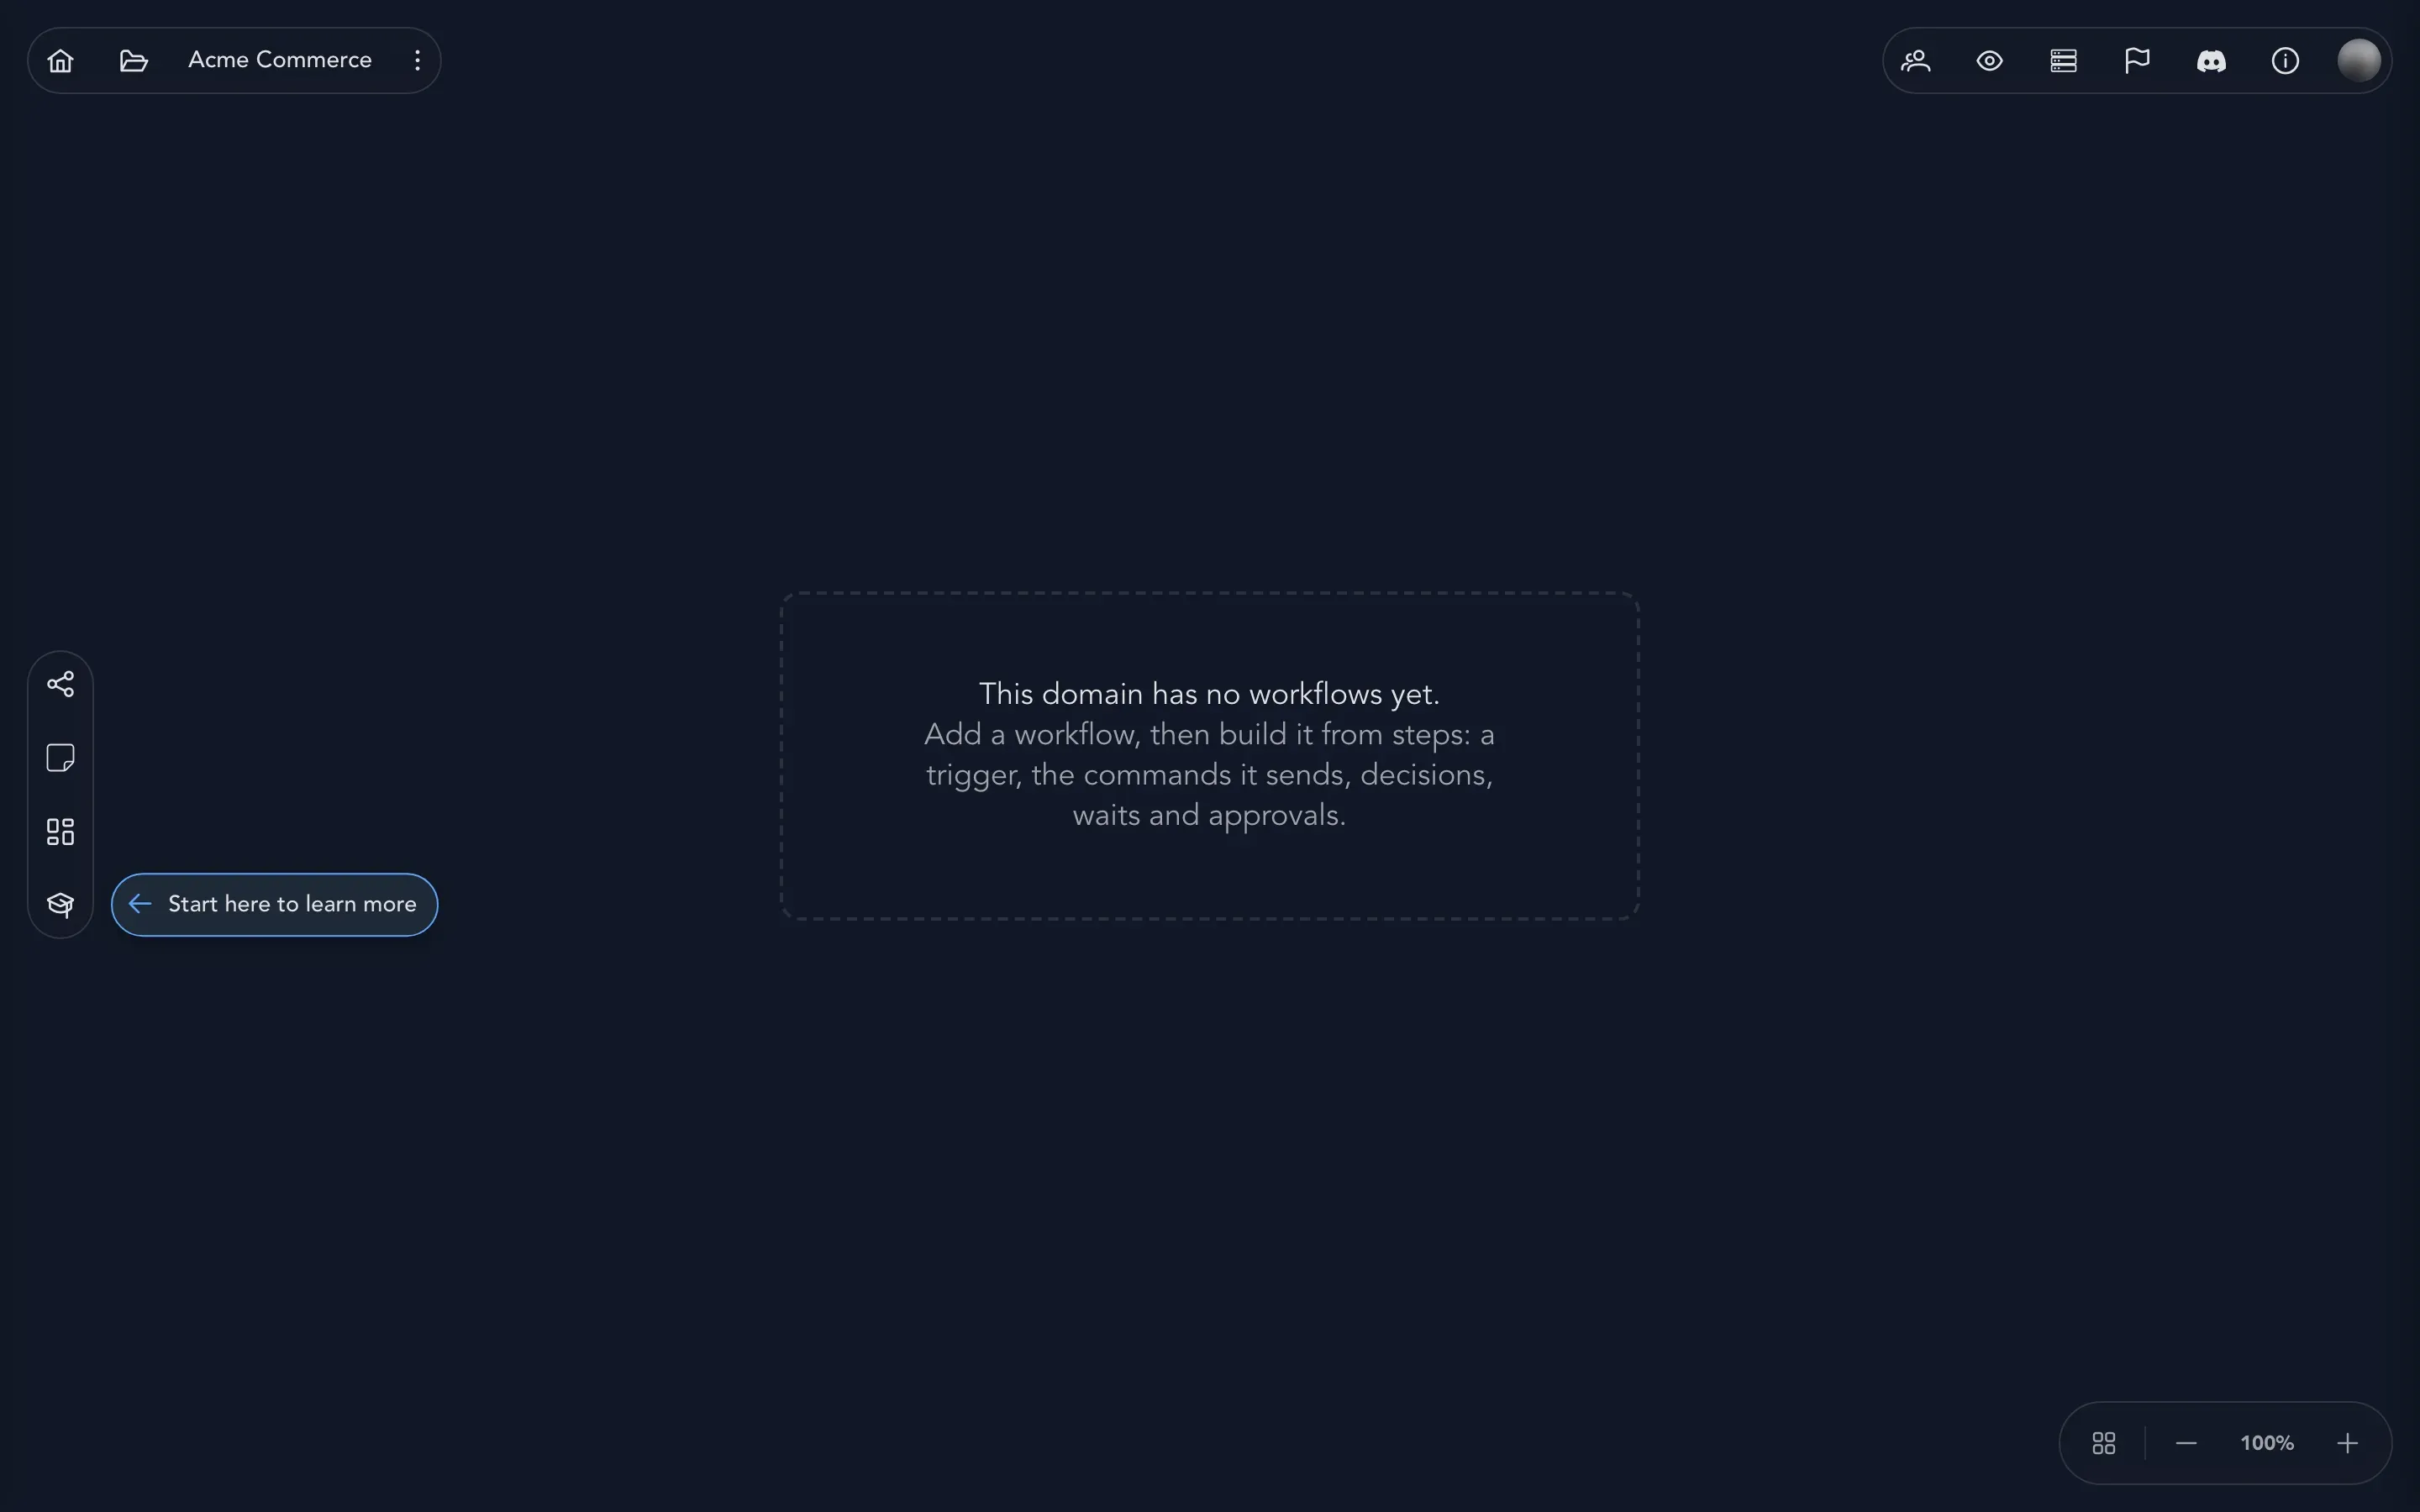 Acme Commerce
This domain has no workflows yet.
Add a workflow, then build it from steps: a
trigger, the commands it sends, decisions,
waits and approvals.
Start here to learn more
100%